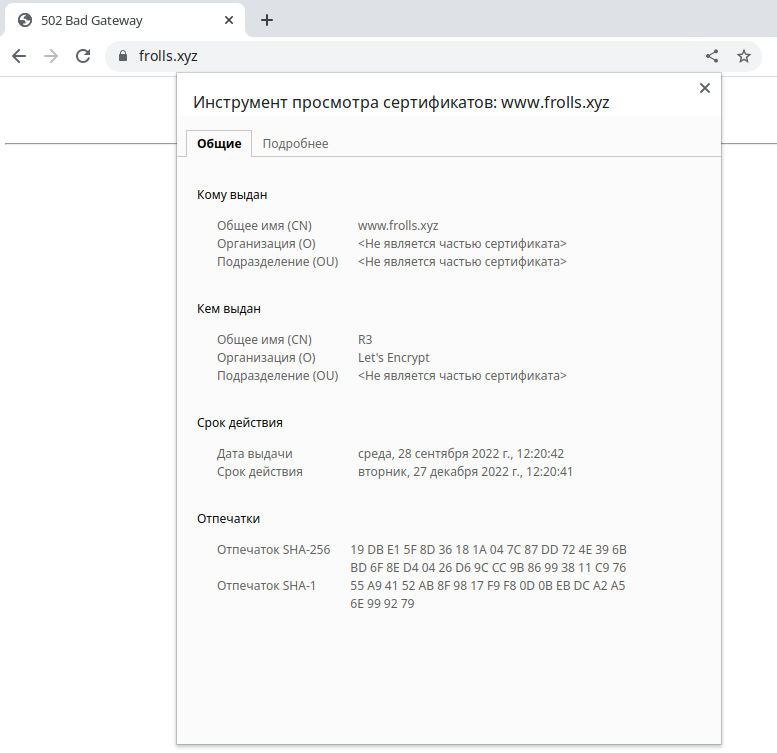 502 Bad Gateway
frolls.xyz
Инструмент просмотра сертификатов: www.frolls.xyz
Общие Подробнее
Кому выдан
Общее имя (CN) www.frolls.xyz
Организация (O) <Не является частью сертификата>
Подразделение (OU) <Не является частью сертификата>
Кем выдан
Общее имя (CN) R3
Организация (O) Let's Encrypt
Подразделение (OU) <Не является частью сертификата>
Срок действия
Дата выдачи среда, 28 сентября 2022 г., 12:20:42
Срок действия вторник, 27 декабря 2022 г., 12:20:41
Отпечатки
Отпечаток SHA-256 19 DB E1 5F 8D 36 18 1A 04 7C 87 DD 72 4E 39 6B
BD 6F 8E D4 04 26 D6 9C CC 9B 86 99 38 11 C9 76
Отпечаток SHA-1 55 A9 41 52 AB 8F 98 17 F9 F8 0D 0B EB DC A2 A5
6E 99 92 79